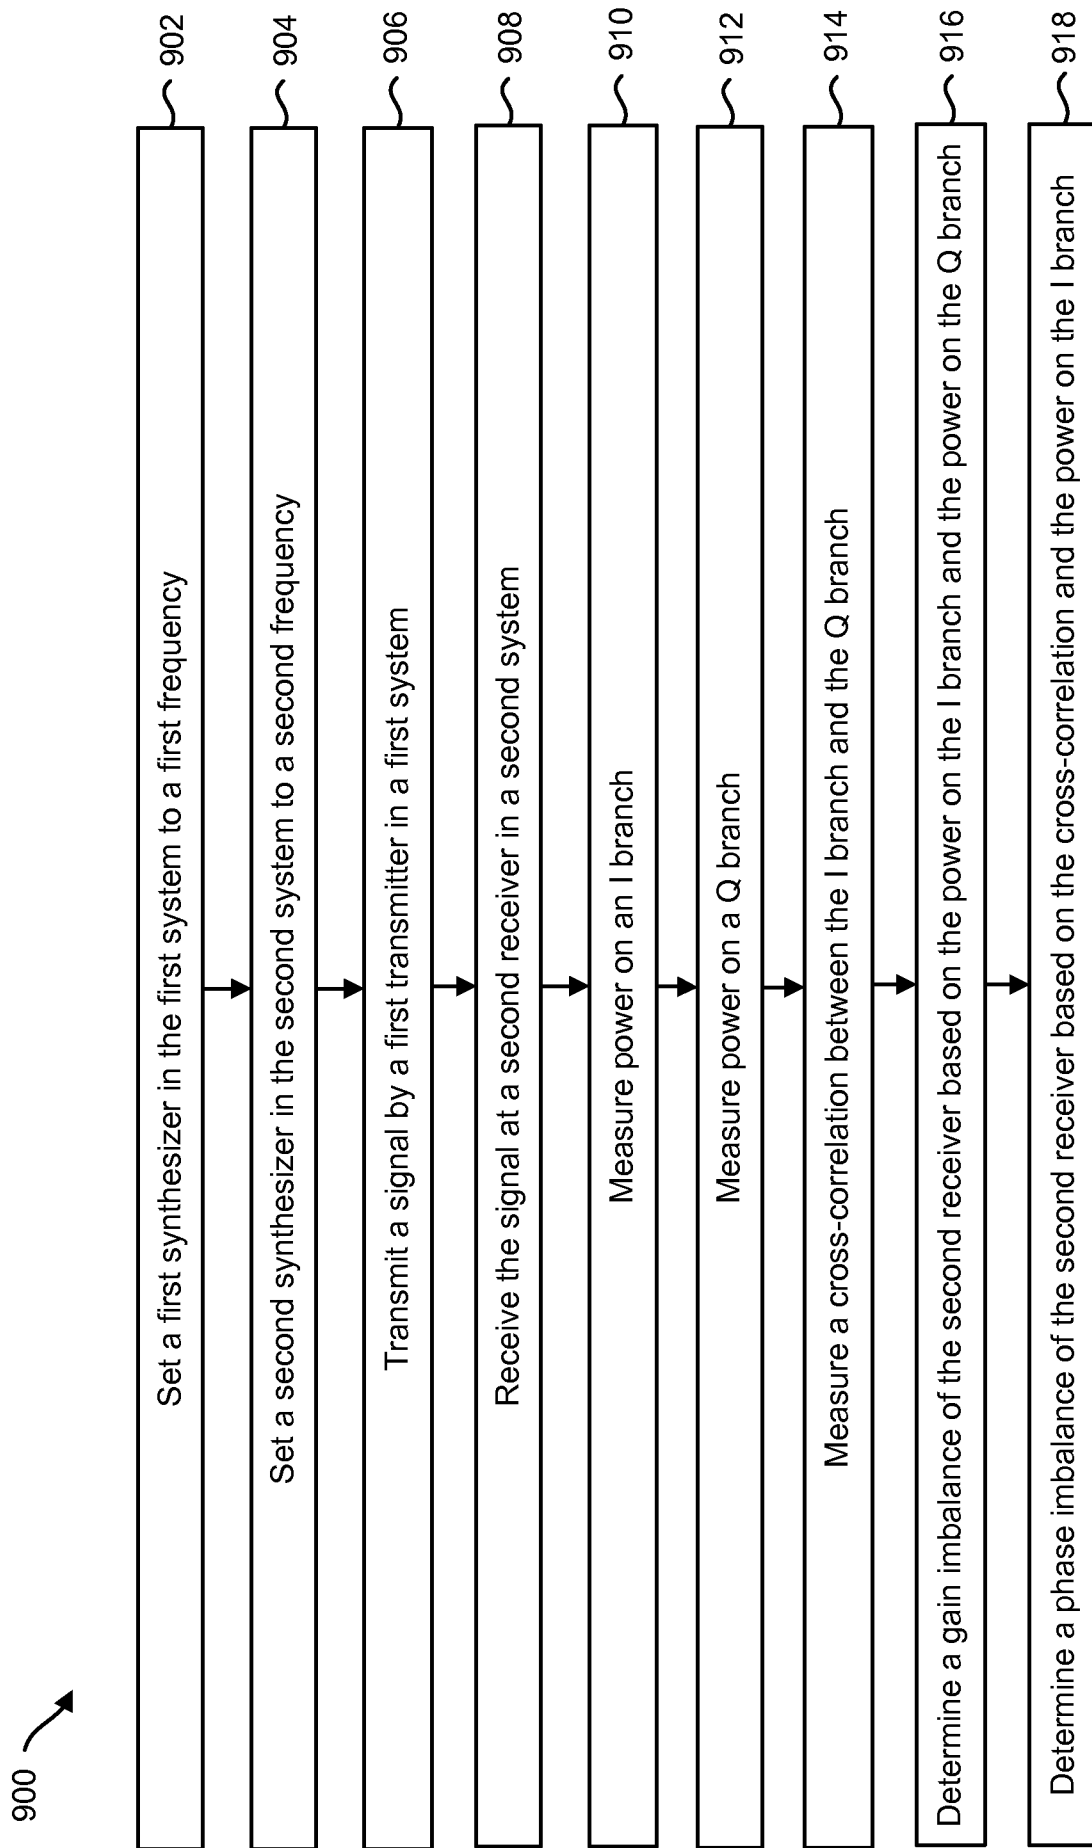 900
Set a first synthesizer in the first system to a first frequency
902
Set a second synthesizer in the second system to a second frequency
904
Transmit a signal by a first transmitter in a first system
906
Receive the signal at a second receiver in a second system
908
Measure power on an I branch
910
Measure power on a Q branch
912
Measure a cross-correlation between the I branch and the Q branch
914
Determine a gain imbalance of the second receiver based on the power on the I branch and the power on the Q branch
916
Determine a phase imbalance of the second receiver based on the cross-correlation and the power on the I branch
918